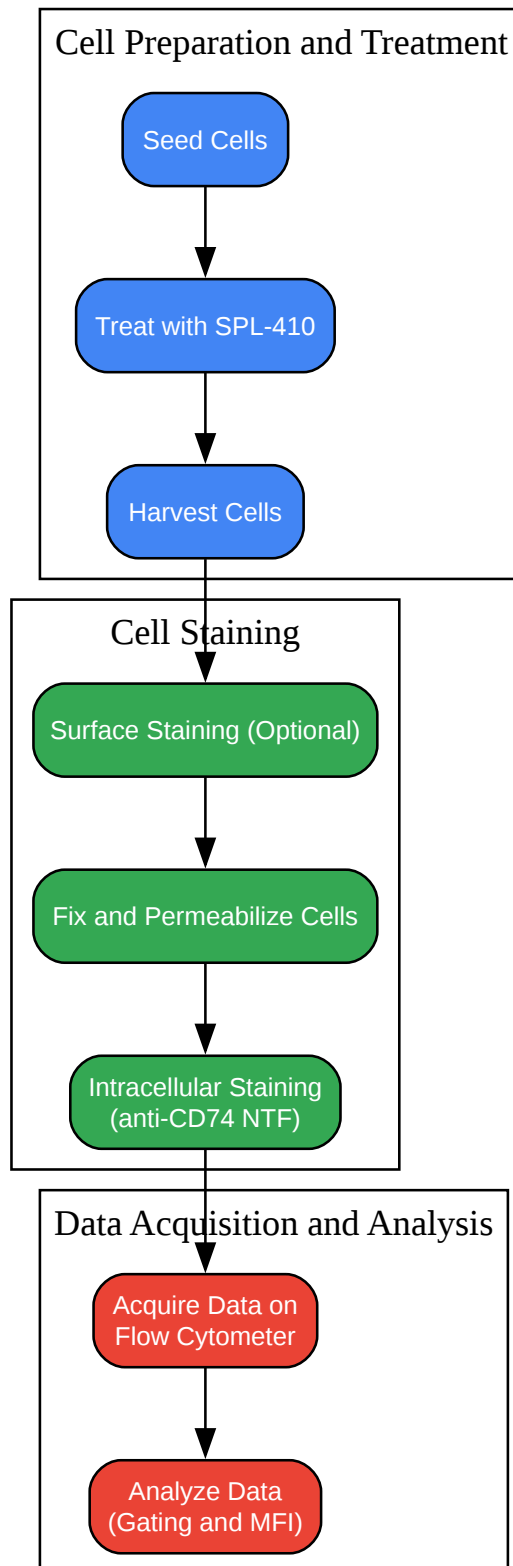 Cell Preparation and Treatment
Seed Cells
Treat with SPL-410
Harvest Cells
Cell Staining
Surface Staining (Optional)
Fix and Permeabilize Cells
Intracellular Staining
(anti-CD74 NTF)
Data Acquisition and Analysis
Acquire Data on
Flow Cytometer
Analyze Data
(Gating and MFI)